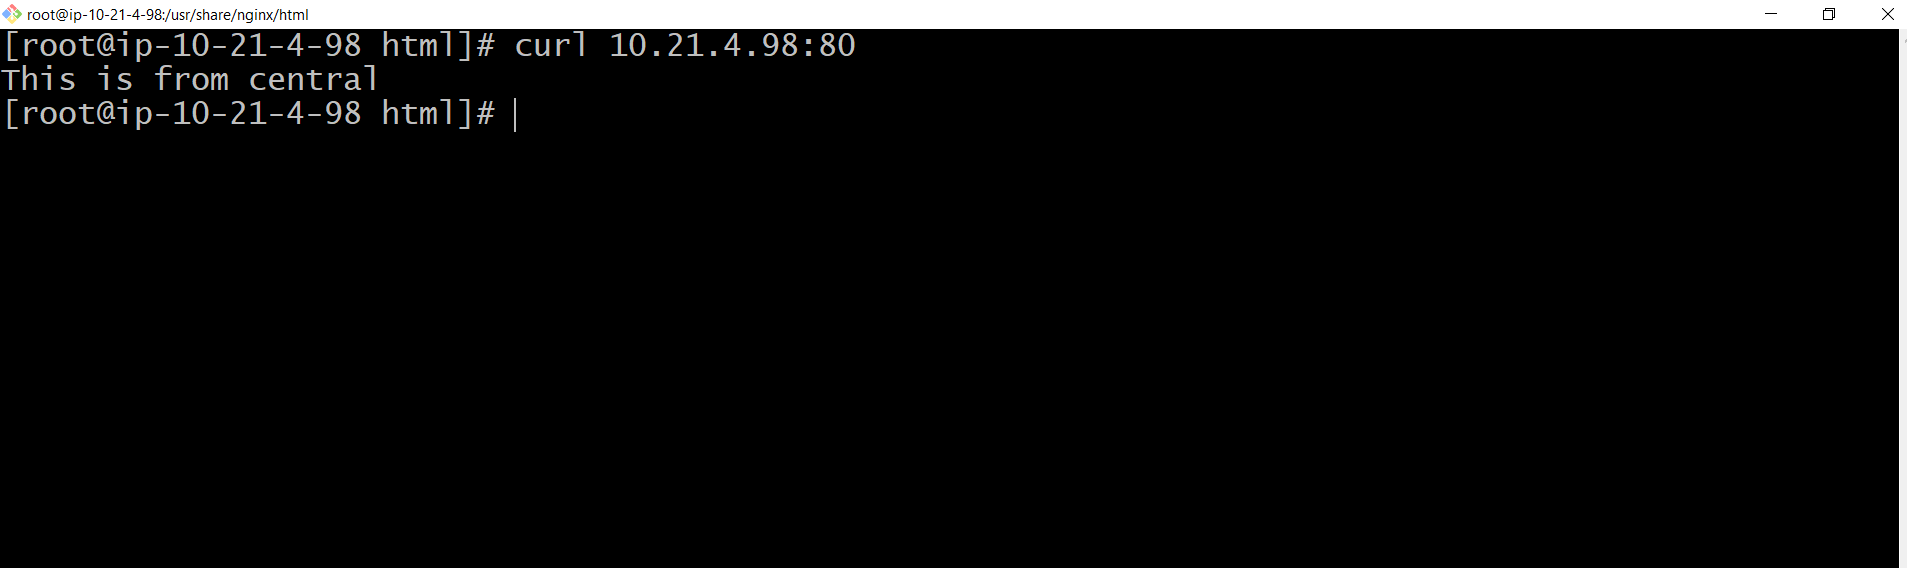 root@ip-10-21-4-98:/usr/share/nginx/html
[root@ip-10-21-4-98 html]# curl 10.21.4.98:80
This is from central
[root@ip-10-21-4-98 html]#